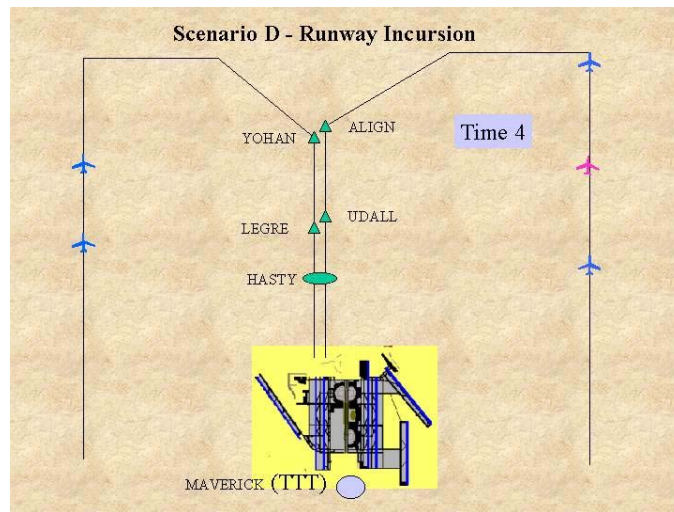 Scenario D - Runway Incursion
ALIGN
Time 4
YOHAN
UDALL
LEGRE
HASTY
MAVERICK (TTT)